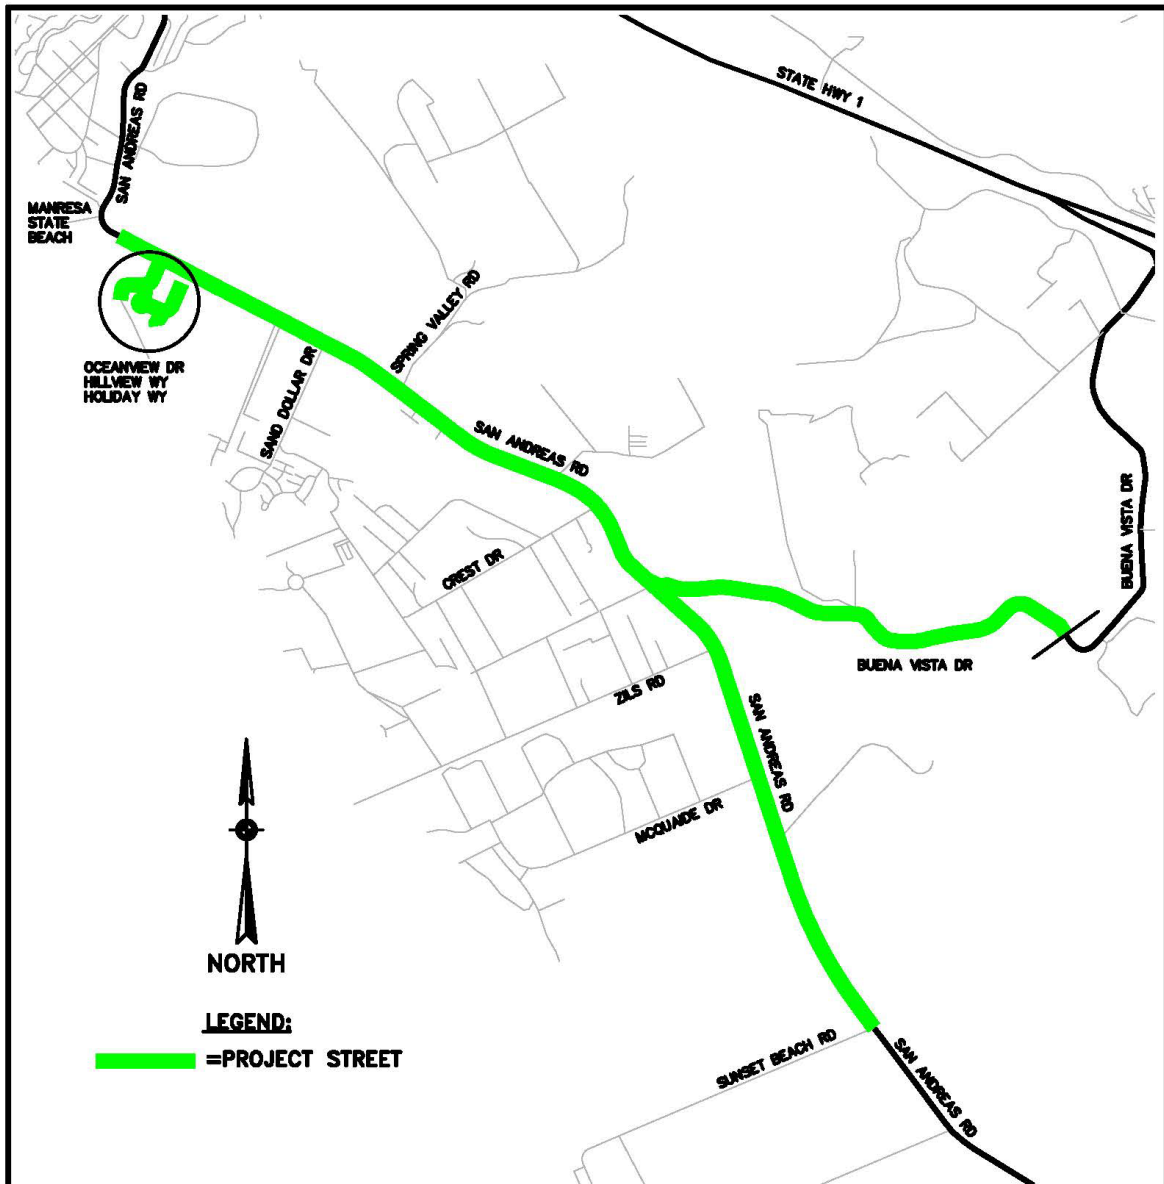 STATE HWY 1
SAN ANDREAS RD
MANRESA
STATE
BEACH
SPRING VALLEY RD
OCEANVIEW DR
HILLVIEW WY
HOLIDAY WY
SAND DOLLAR DR
SAN ANDREAS RD
BUENA VISTA DR
CREST DR
BUENA VISTA DR
ZILS RD
SAN ANDREAS RD
MCQUAIDE DR
NORTH
LEGEND:
=PROJECT STREET
SUNSET BEACH RD
SAN ANDREAS RD